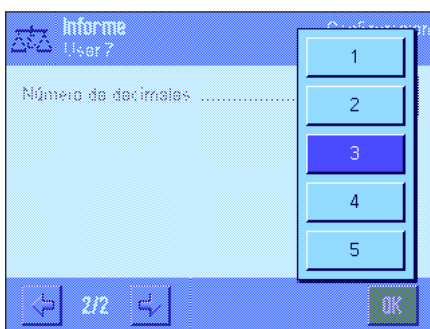 Informe
User 7
Número de decimales ....................
1
2
3
4
5
2/2
OK